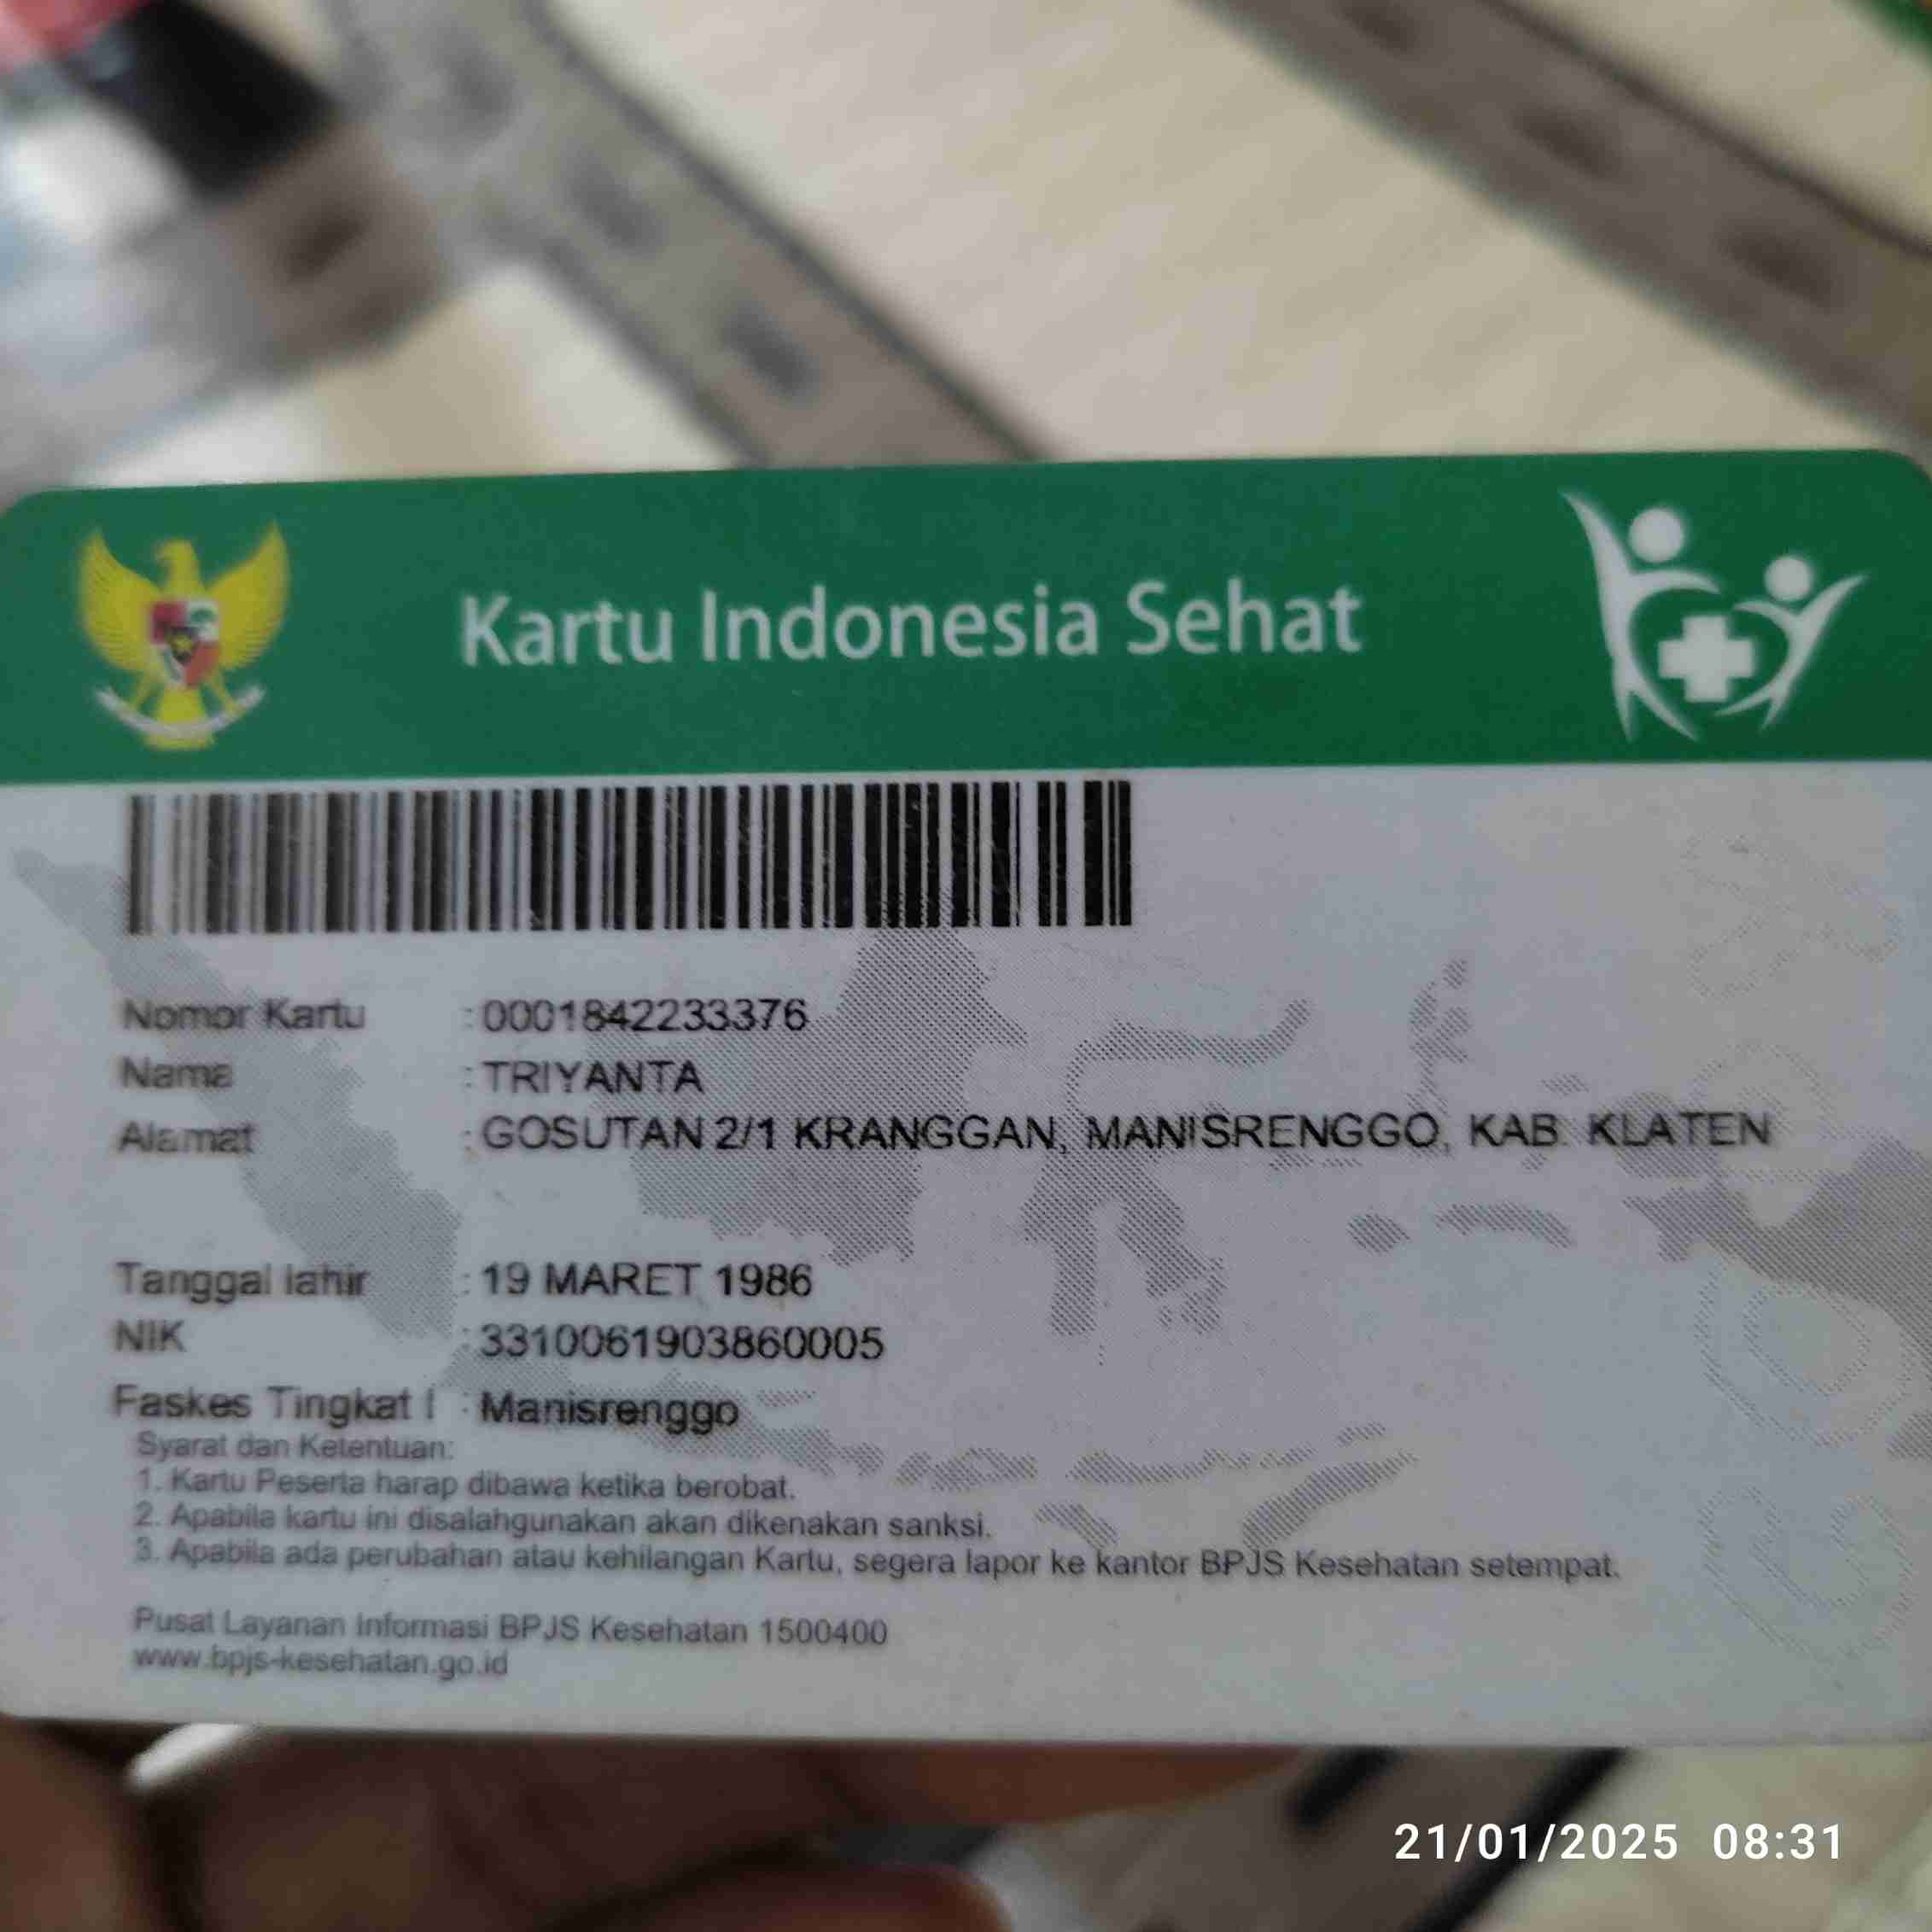 Kartu Indonesia Sehat
Nomor Kartu : 0001842233376
Nama : TRIYANTA
Alamat : GOSUTAN 2/1 KRANGGAN, MANISRENGGO, KAB. KLATEN
Tanggal lahir : 19 MARET 1986
NIK : 3310061903860005
Faskes Tingkat I : Manisrenggo
Syarat dan Ketentuan:
1. Kartu Peserta harap dibawa ketika berobat.
2. Apabila kartu ini disalahgunakan akan dikenakan sanksi.
3. Apabila ada perubahan atau kehilangan Kartu, segera lapor ke kantor BPJS Kesehatan setempat.
Pusat Layanan Informasi BPJS Kesehatan 1500400
www.bpjs-kesehatan.go.id
21/01/2025 08:31